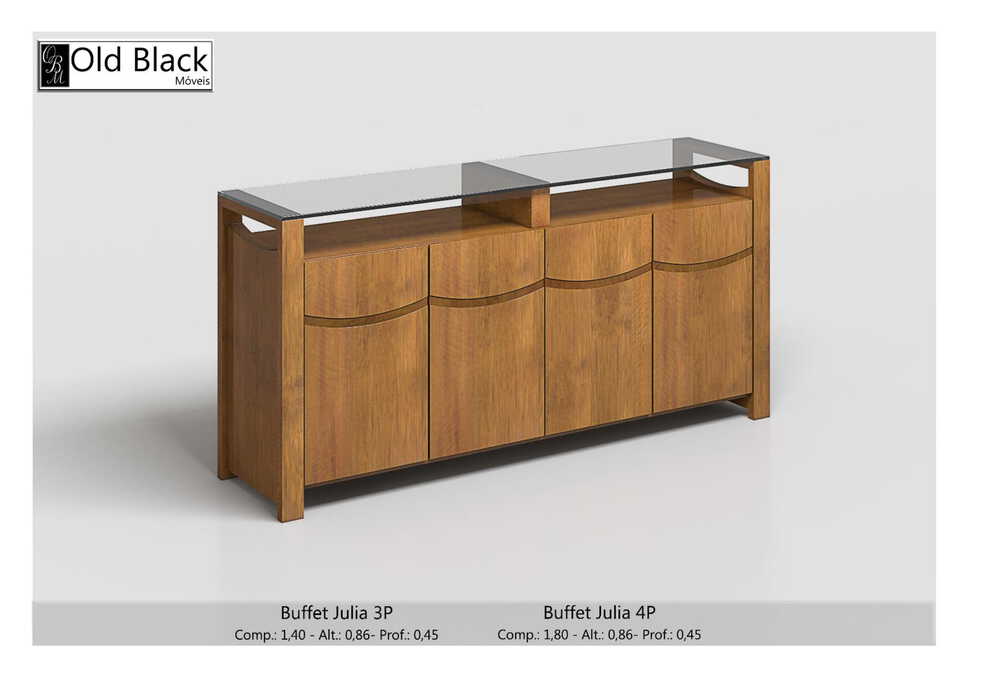 OBM
Old Black
Móveis
Buffet Julia 3P
Comp.: 1,40 - Alt.: 0,86- Prof.: 0,45
Buffet Julia 4P
Comp.: 1,80 - Alt.: 0,86- Prof.: 0,45